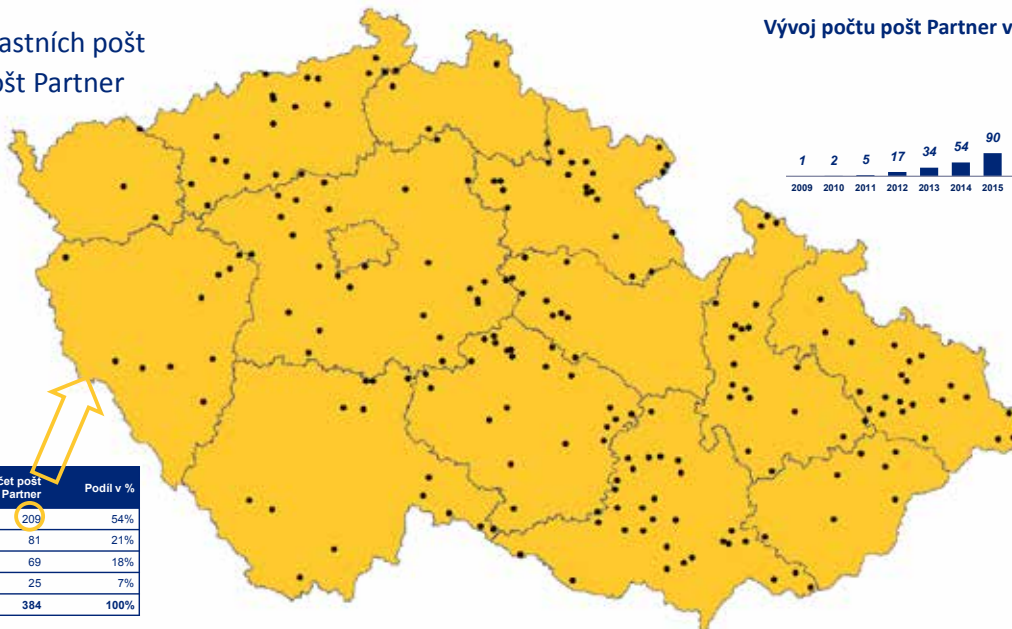 astních pošt
ošt Partner
Vývoj počtu pošt Partner v
1 2 5 17 34 54 90
2009 2010 2011 2012 2013 2014 2015
čet pošt
Partner Podíl v %
209 54%
81 21%
69 18%
25 7%
384 100%